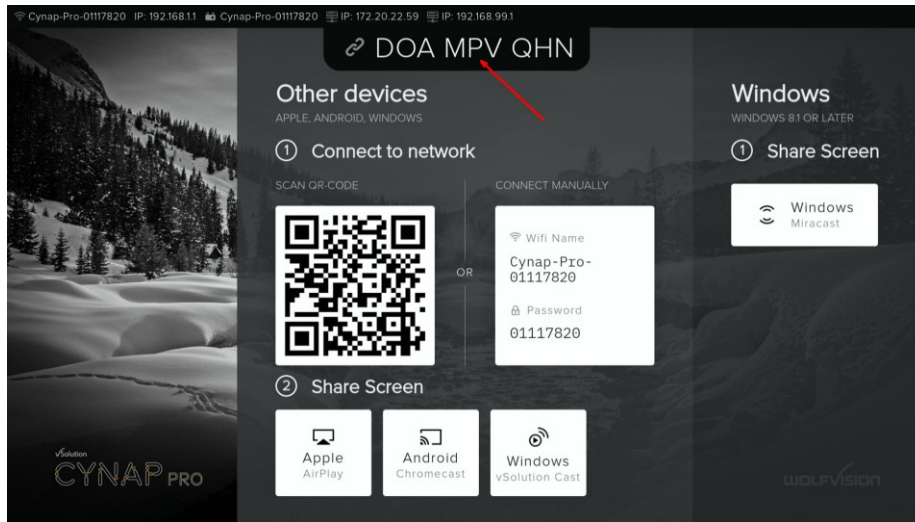 Cynap-Pro-01117820 IP: 192.168.1.1 Cynap-Pro-01117820 IP: 172.20.22.59 IP: 192.168.99.1
DOA MPV QHN
Other devices
APPLE, ANDROID, WINDOWS
1 Connect to network
SCAN QR-CODE
OR
CONNECT MANUALLY
Wifi Name
Cynap-Pro-
01117820
Password
01117820
2 Share Screen
Apple
AirPlay
Android
Chromecast
Windows
vSolution Cast
Windows
WINDOWS 8.1 OR LATER
1 Share Screen
Windows
Miracast
vSolution
CYNAP PRO
WOLFVISION